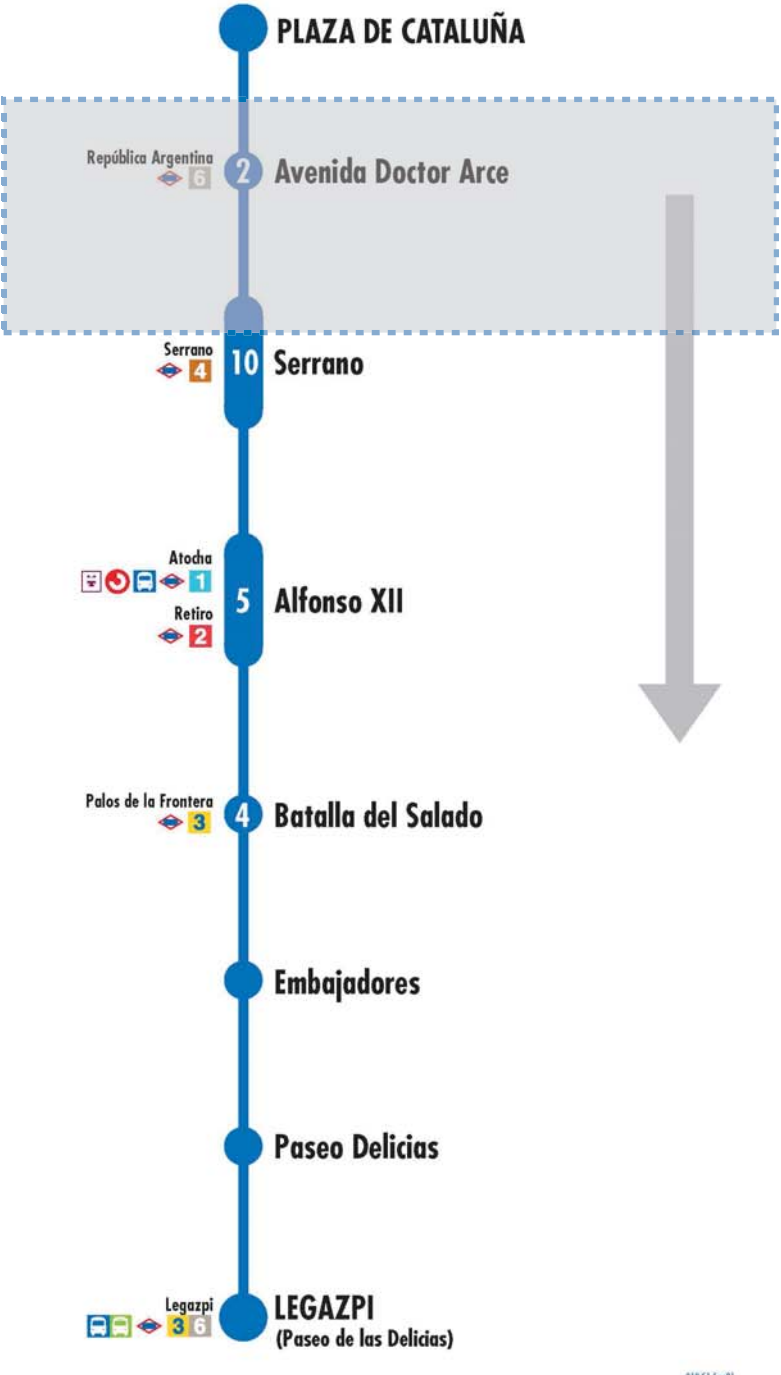 PLAZA DE CATALUÑA
República Argentina
6
2
Avenida Doctor Arce
Serrano
4
10
Serrano
Atocha
1
Retiro
2
5
Alfonso XII
Palos de la Frontera
3
4
Batalla del Salado
Embajadores
Paseo Delicias
Legazpi
3 6
LEGAZPI
(Paseo de las Delicias)